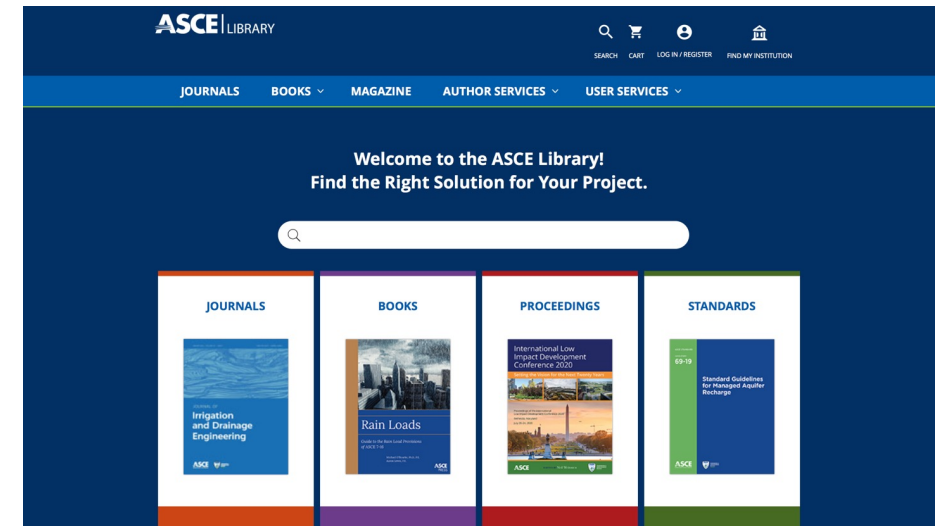 ASCE LIBRARY
SEARCH CART LOG IN / REGISTER FIND MY INSTITUTION
JOURNALS BOOKS MAGAZINE AUTHOR SERVICES USER SERVICES
Welcome to the ASCE Library!
Find the Right Solution for Your Project.
JOURNALS
Irrigation
and Drainage
Engineering
ASCE
BOOKS
Rain Loads
Guide to the Rain Load Provisions
of ASCE 7-16
ASCE
PRESS
PROCEEDINGS
International Low
Impact Development
Conference 2020
ASCE
STANDARDS
69-19
Standard Guidelines
for Managed Aquifer
Recharge
ASCE